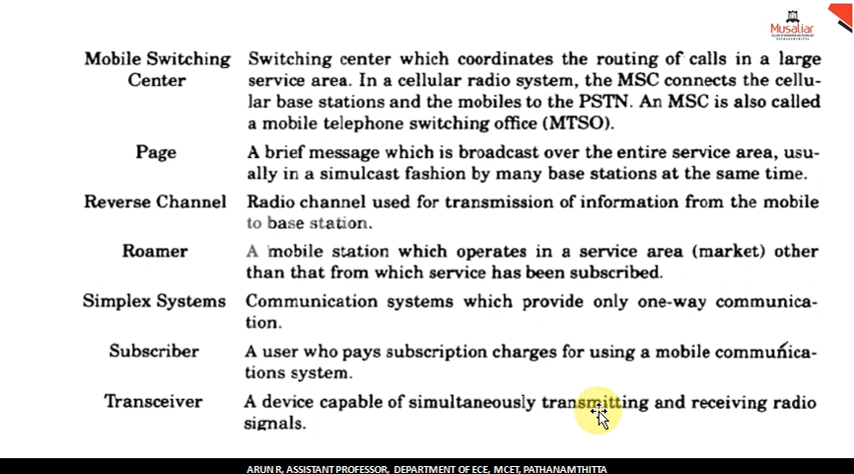 Musaliar
Mobile Switching Center
Switching center which coordinates the routing of calls in a large
service area. In a cellular radio system, the MSC connects the cellu-
lar base stations and the mobiles to the PSTN. An MSC is also called
a mobile telephone switching office (MTSO).
Page
A brief message which is broadcast over the entire service area, usu-
ally in a simulcast fashion by many base stations at the same time.
Reverse Channel
Radio channel used for transmission of information from the mobile
to base station.
Roamer
A mobile station which operates in a service area (market) other
than that from which service has been subscribed.
Simplex Systems
Communication systems which provide only one-way communica-
tion.
Subscriber
A user who pays subscription charges for using a mobile communica-
tions system.
Transceiver
A device capable of simultaneously transmitting and receiving radio
signals.
ARUN R, ASSISTANT PROFESSOR, DEPARTMENT OF ECE, MCET, PATHANAMTHITTA